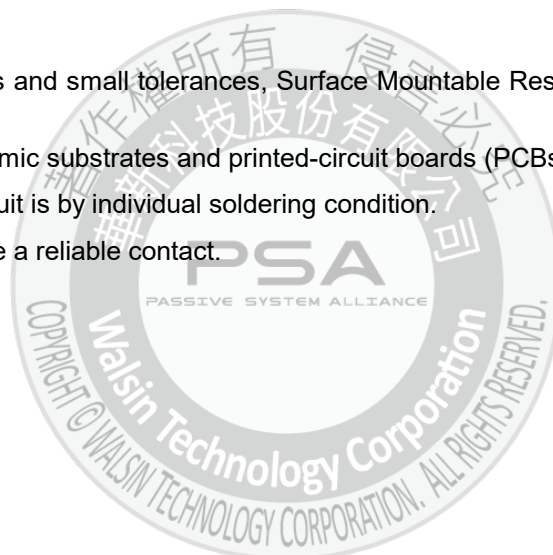 著作權所有 侵害必究
s and small tolerances, Surface Mountable Res
華新科技股份有限公司
mic substrates and printed-circuit boards (PCBs
uit is by individual soldering condition.
e a reliable contact.
PSA
PASSIVE SYSTEM ALLIANCE
Walsin Technology Corporation
COPYRIGHT © WALSIN TECHNOLOGY CORPORATION. ALL RIGHTS RESERVED.